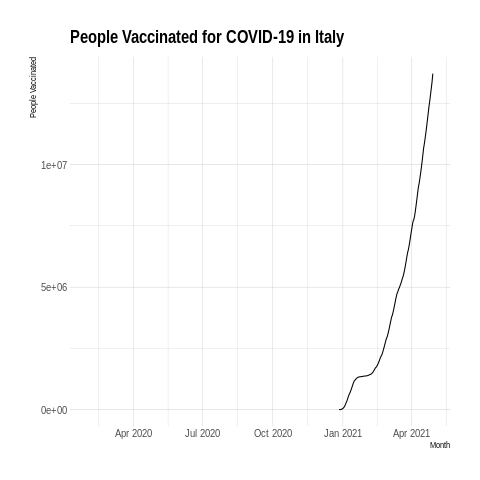 People Vaccinated for COVID-19 in Italy
People Vaccinated
1e+07
5e+06
0e+00
Apr 2020 Jul 2020 Oct 2020 Jan 2021 Apr 2021
Month